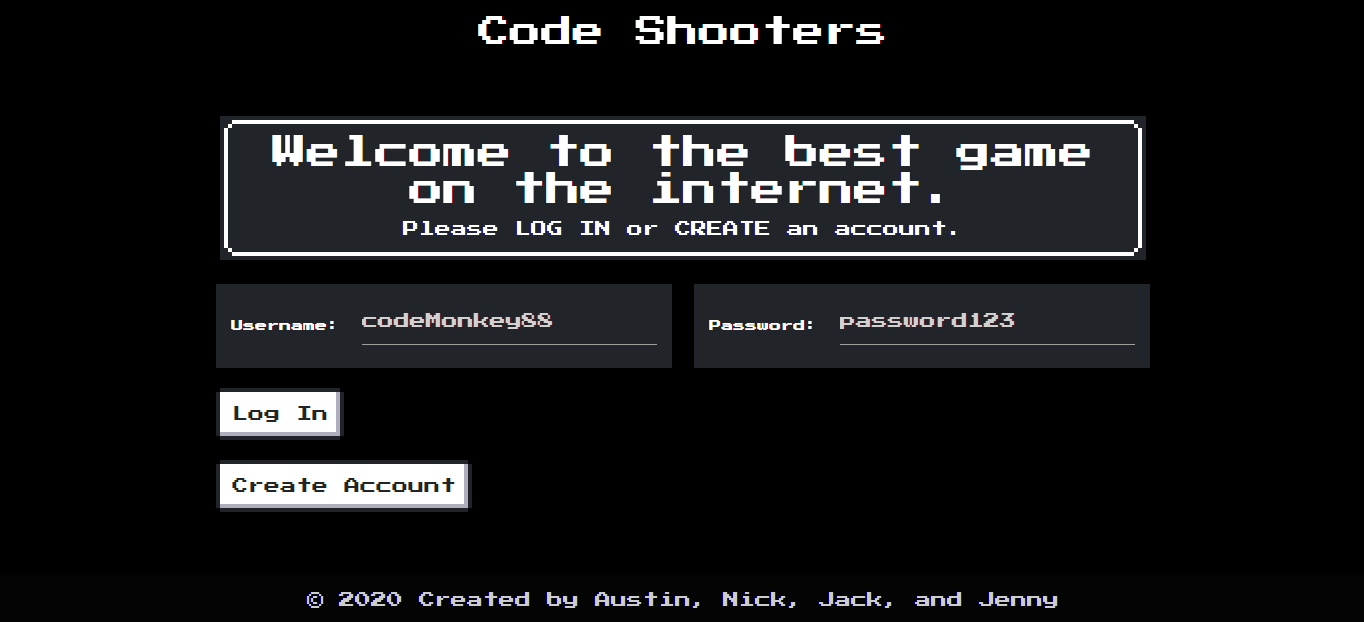 Code Shooters
Welcome to the best game
on the internet.
Please LOG IN or CREATE an account.
Username: codeMonkey88
Password: password123
Log In
Create Account
© 2020 Created by Austin, Nick, Jack, and Jenny